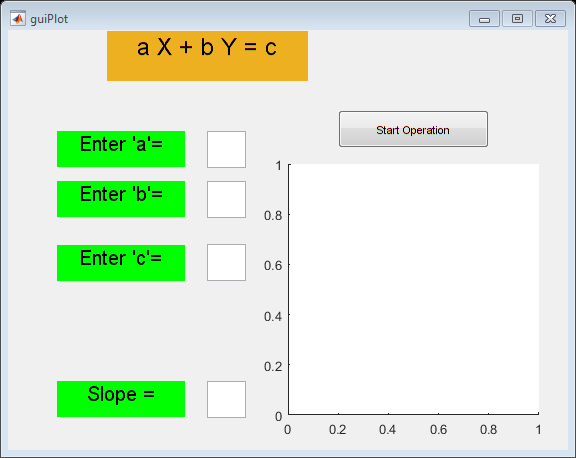 guiPlot
a X + b Y = c
Start Operation
Enter 'a'=
Enter 'b'=
Enter 'c'=
Slope =
1
0.8
0.6
0.4
0.2
0
0 0.2 0.4 0.6 0.8 1